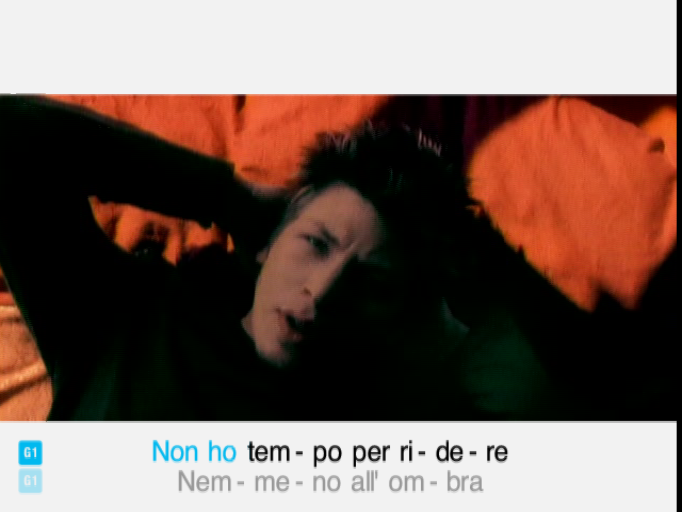 G1 Non ho tem- po per ri- de- re
G1 Nem- me- no all' om- bra